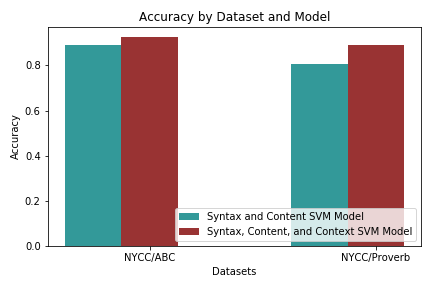 Accuracy by Dataset and Model
Accuracy
0.8
0.6
0.4
0.2
0.0
Syntax and Content SVM Model
Syntax, Content, and Context SVM Model
NYCC/ABC
NYCC/Proverb
Datasets